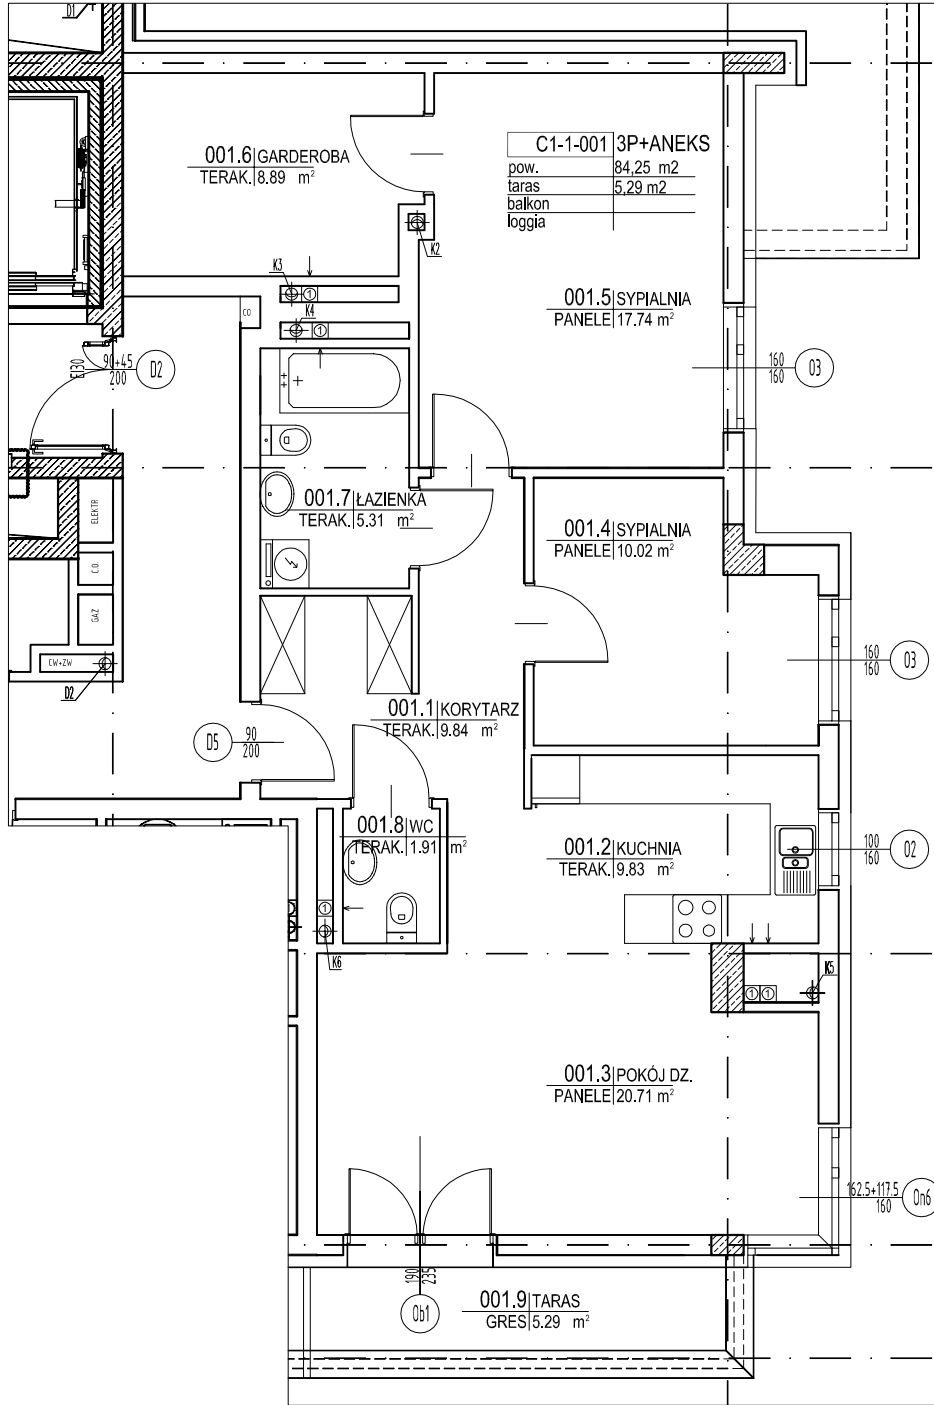 D1
001.6 GARDEROBA
TERAK. 8.89 m²
C1-1-001 3P+ANEKS
pow. 84,25 m2
taras 5,29 m2
balkon
loggia
K2
K3
1
CO
K4
1
001.5 SYPIALNIA
PANELE 17.74 m²
160
160
O3
EI30
90+45
200
D2
001.7 ŁAZIENKA
TERAK. 5.31 m²
ELEKTR
C.O.
GAZ
CW+ZW
D2
001.4 SYPIALNIA
PANELE 10.02 m²
160
160
O3
001.1 KORYTARZ
TERAK. 9.84 m²
D5
90
200
001.8 WC
TERAK. 1.91 m²
001.2 KUCHNIA
TERAK. 9.83 m²
100
160
O2
1
K6
K5
1 1
001.3 POKÓJ DZ.
PANELE 20.71 m²
162.5+117.5
160
On6
190
235
Ob1
001.9 TARAS
GRES 5.29 m²